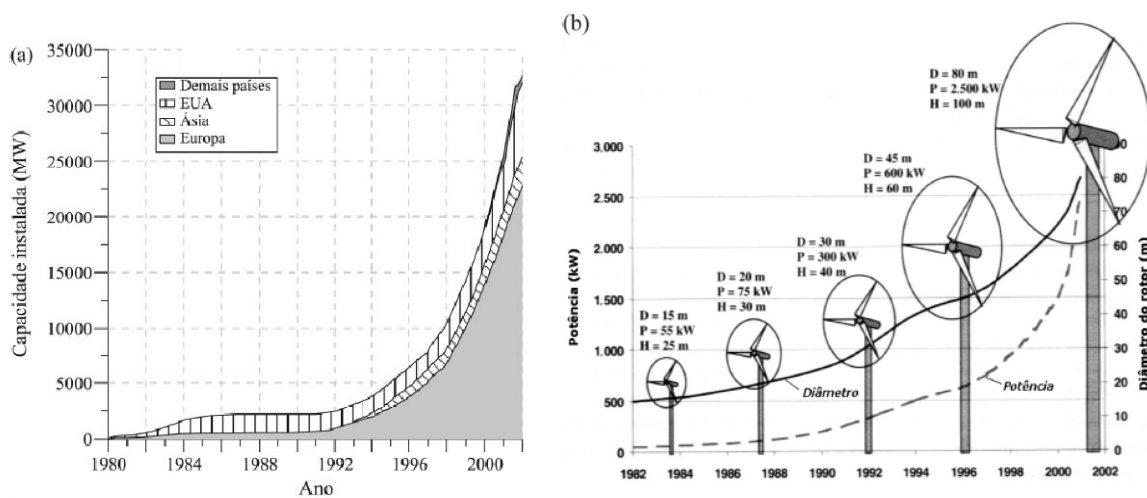 (a)
35000
30000
25000
20000
15000
10000
5000
0
Capacidade instalada (MW)
Demais países
EUA
Ásia
Europa
1980 1984 1988 1992 1996 2000
Ano
(b)
D = 80 m
P = 2.500 kW
H = 100 m
D = 45 m
P = 600 kW
H = 60 m
D = 30 m
P = 300 kW
H = 40 m
D = 20 m
P = 75 kW
H = 30 m
D = 15 m
P = 55 kW
H = 25 m
3.000
2.500
2.000
1.500
1.000
500
0
Potência (kW)
Diâmetro
Potência
90
80
70
60
50
40
30
20
10
0
Diâmetro do rotor (m)
1982 1984 1986 1988 1990 1992 1994 1996 1998 2000 2002